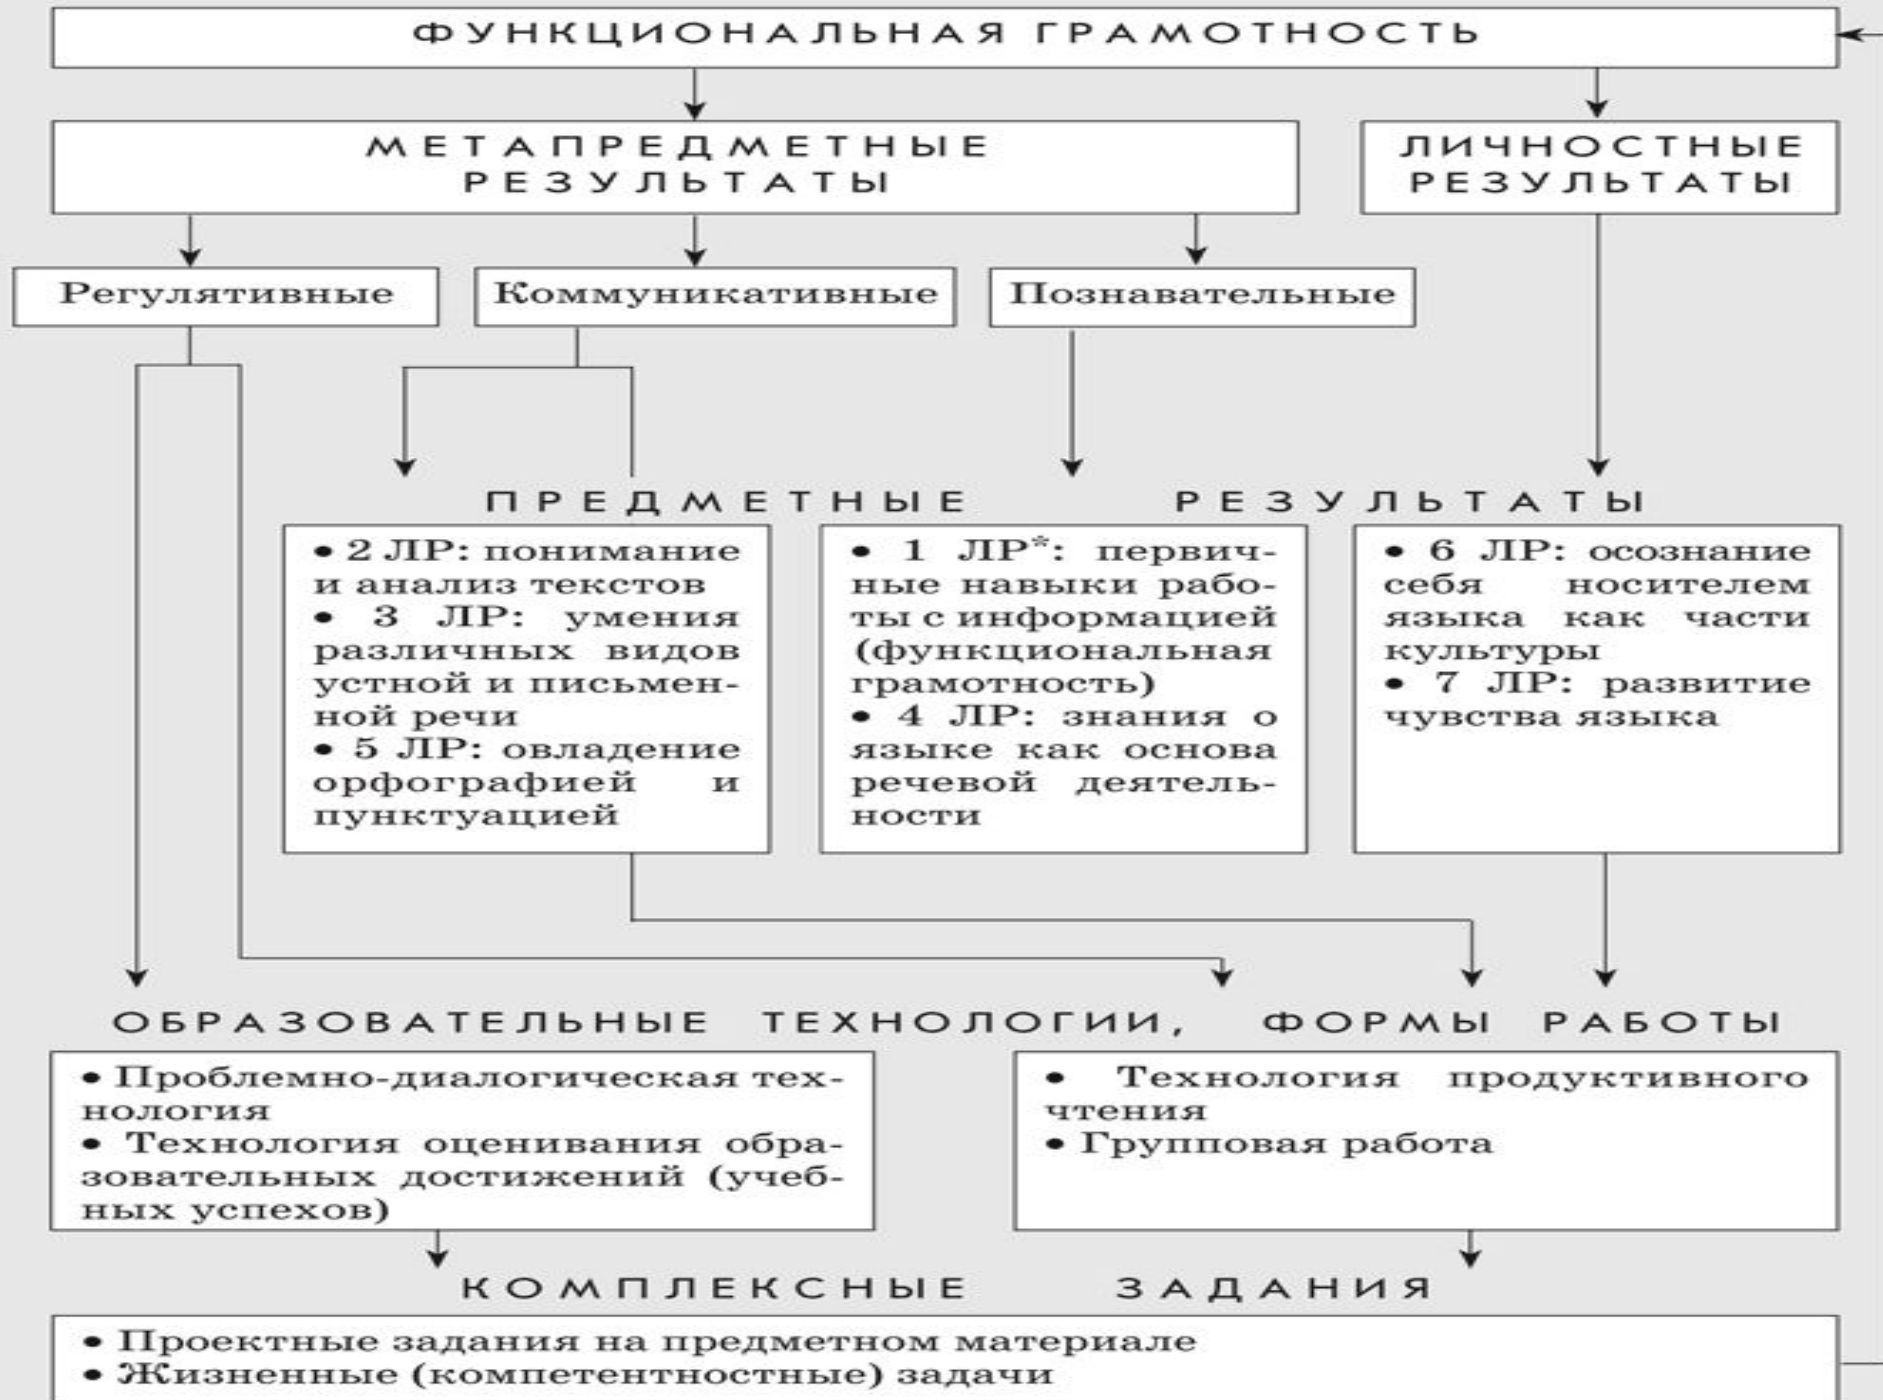 ФУНКЦИОНАЛЬНАЯ ГРАМОТНОСТЬ
МЕТАПРЕДМЕТНЫЕ
РЕЗУЛЬТАТЫ
ЛИЧНОСТНЫЕ
РЕЗУЛЬТАТЫ
Регулятивные
Коммуникативные
Познавательные
ПРЕДМЕТНЫЕ РЕЗУЛЬТАТЫ
• 2 ЛР: понимание
и анализ текстов
• 3 ЛР: умения
различных видов
устной и письмен-
ной речи
• 5 ЛР: овладение
орфографией и
пунктуацией
• 1 ЛР*: первич-
ные навыки рабо-
ты с информацией
(функциональная
грамотность)
• 4 ЛР: знания о
языке как основа
речевой деятель-
ности
• 6 ЛР: осознание
себя носителем
языка как части
культуры
• 7 ЛР: развитие
чувства языка
ОБРАЗОВАТЕЛЬНЫЕ ТЕХНОЛОГИИ, ФОРМЫ РАБОТЫ
• Проблемно-диалогическая тех-
нология
• Технология оценивания обра-
зовательных достижений (учеб-
ных успехов)
• Технология продуктивного
чтения
• Групповая работа
КОМПЛЕКСНЫЕ ЗАДАНИЯ
• Проектные задания на предметном материале
• Жизненные (компетентностные) задачи